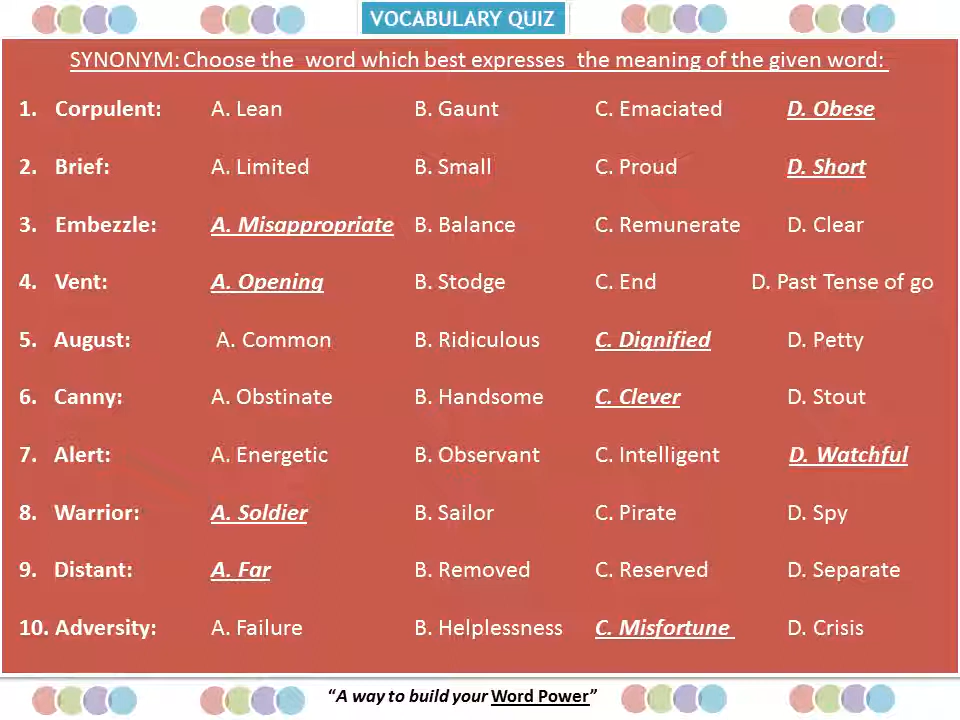 VOCABULARY QUIZ
SYNONYM: Choose the word which best expresses the meaning of the given word:
1. Corpulent: A. Lean B. Gaunt C. Emaciated D. Obese
2. Brief: A. Limited B. Small C. Proud D. Short
3. Embezzle: A. Misappropriate B. Balance C. Remunerate D. Clear
4. Vent: A. Opening B. Stodge C. End D. Past Tense of go
5. August: A. Common B. Ridiculous C. Dignified D. Petty
6. Canny: A. Obstinate B. Handsome C. Clever D. Stout
7. Alert: A. Energetic B. Observant C. Intelligent D. Watchful
8. Warrior: A. Soldier B. Sailor C. Pirate D. Spy
9. Distant: A. Far B. Removed C. Reserved D. Separate
10. Adversity: A. Failure B. Helplessness C. Misfortune D. Crisis
“A way to build your Word Power”